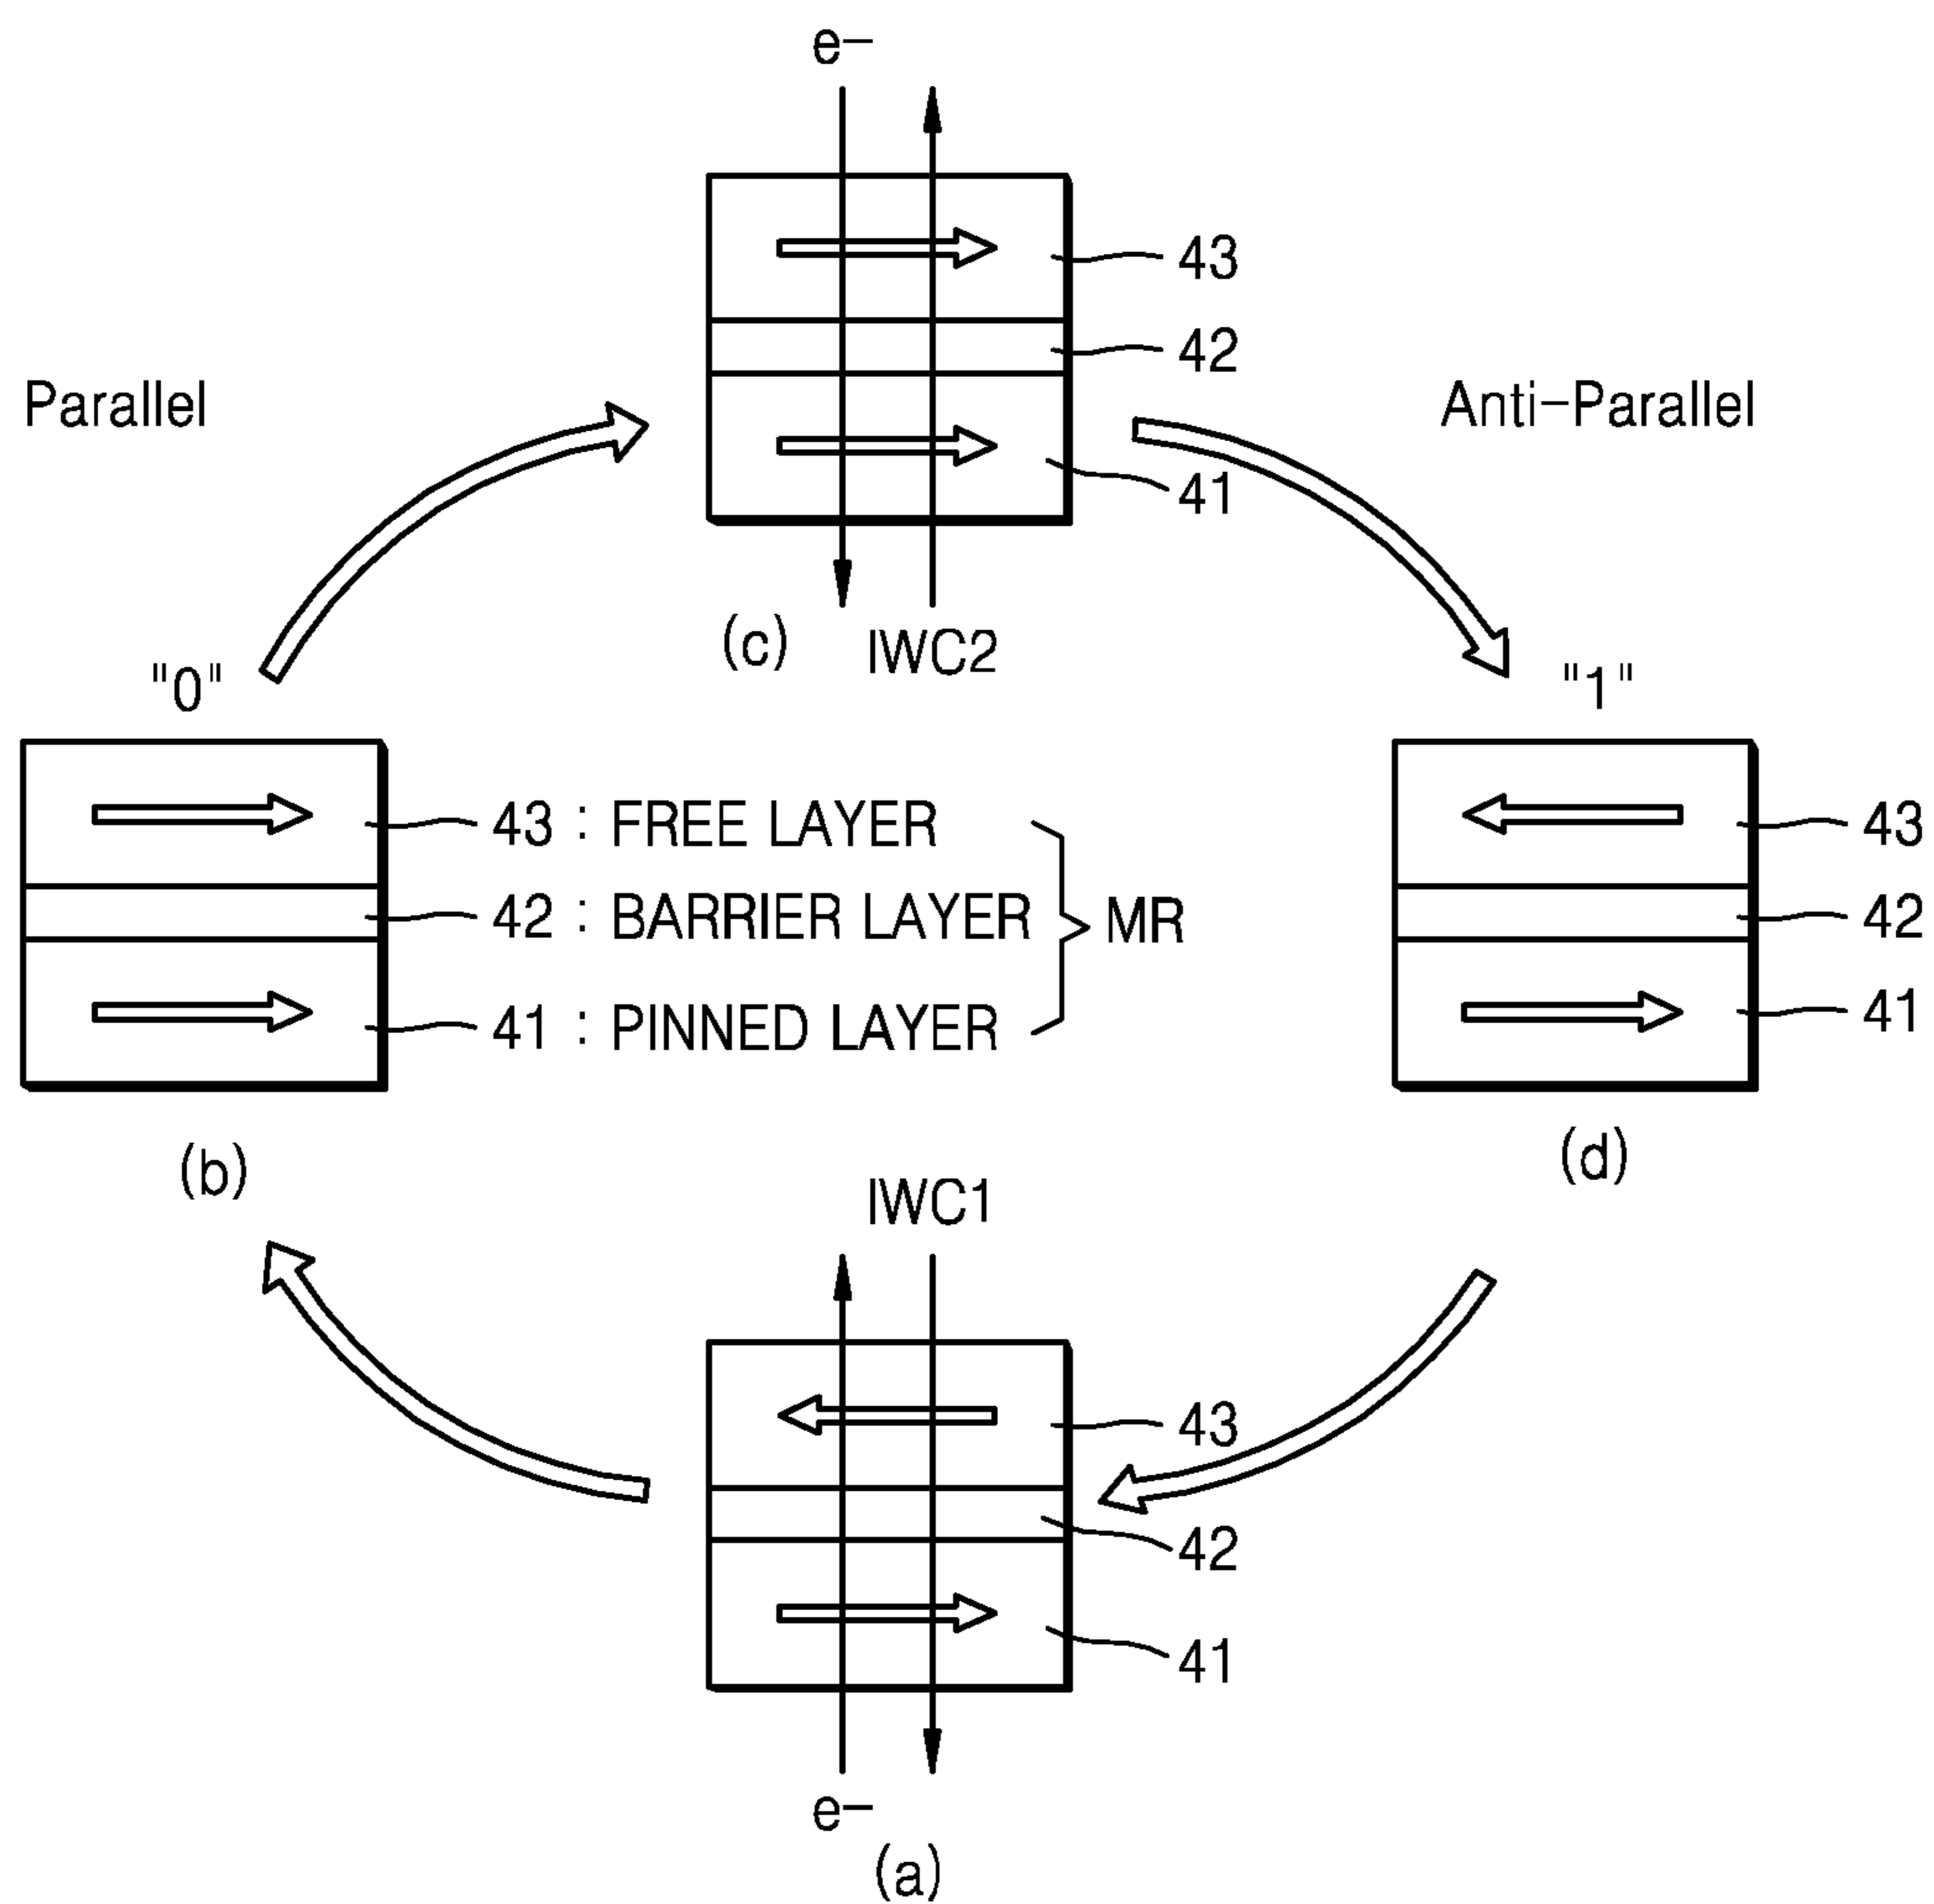 e-
43
42
Parallel
Anti-Parallel
41
(c) IWC2
"0"
"1"
43 : FREE LAYER
43
42 : BARRIER LAYER
MR
42
41 : PINNED LAYER
41
(b)
(d)
IWC1
43
42
41
e-
(a)